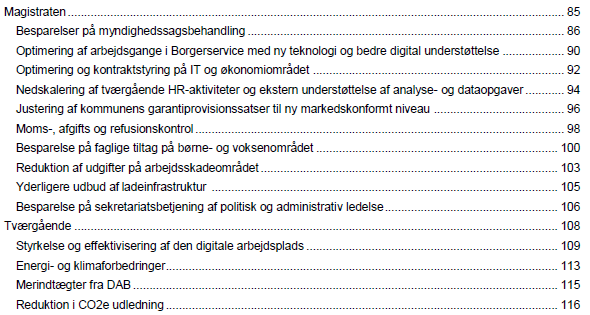 Magistraten ........ 85
Besparelser på myndighedssagsbehandling ........ 86
Optimering af arbejdsgange i Borgerservice med ny teknologi og bedre digital understøttelse ........ 90
Optimering og kontraktstyring på IT og økonomiområdet ........ 92
Nedskalering af tværgående HR-aktiviteter og ekstern understøttelse af analyse- og dataopgaver ........ 94
Justering af kommunens garantiprovisionssatser til ny markedskonformt niveau ........ 96
Moms-, afgifts og refusionskontrol ........ 98
Besparelse på faglige tiltag på børne- og voksenområdet ........ 100
Reduktion af udgifter på arbejdsskadeområdet ........ 103
Yderligere udbud af ladeinfrastruktur ........ 105
Besparelse på sekretariatsbetjening af politisk og administrativ ledelse ........ 106
Tværgående ........ 108
Styrkelse og effektivisering af den digitale arbejdsplads ........ 109
Energi- og klimaforbedringer ........ 113
Merindtægter fra DAB ........ 115
Reduktion i CO2e udledning ........ 116